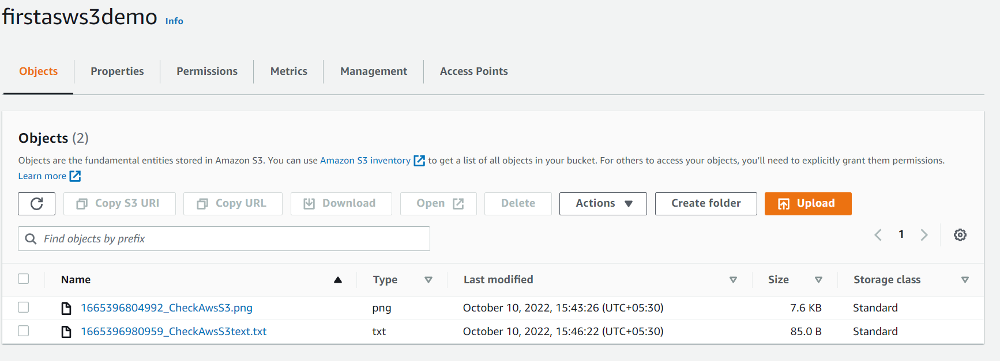 firstasws3demo Info
Objects Properties Permissions Metrics Management Access Points
Objects (2)
Objects are the fundamental entities stored in Amazon S3. You can use Amazon S3 inventory to get a list of all objects in your bucket. For others to access your objects, you'll need to explicitly grant them permissions.
Learn more
Copy S3 URI Copy URL Download Open Delete Actions Create folder Upload
Find objects by prefix 1
Name Type Last modified Size Storage class
1665396804992_CheckAwsS3.png png October 10, 2022, 15:43:26 (UTC+05:30) 7.6 KB Standard
1665396980959_CheckAwsS3text.txt txt October 10, 2022, 15:46:22 (UTC+05:30) 85.0 B Standard